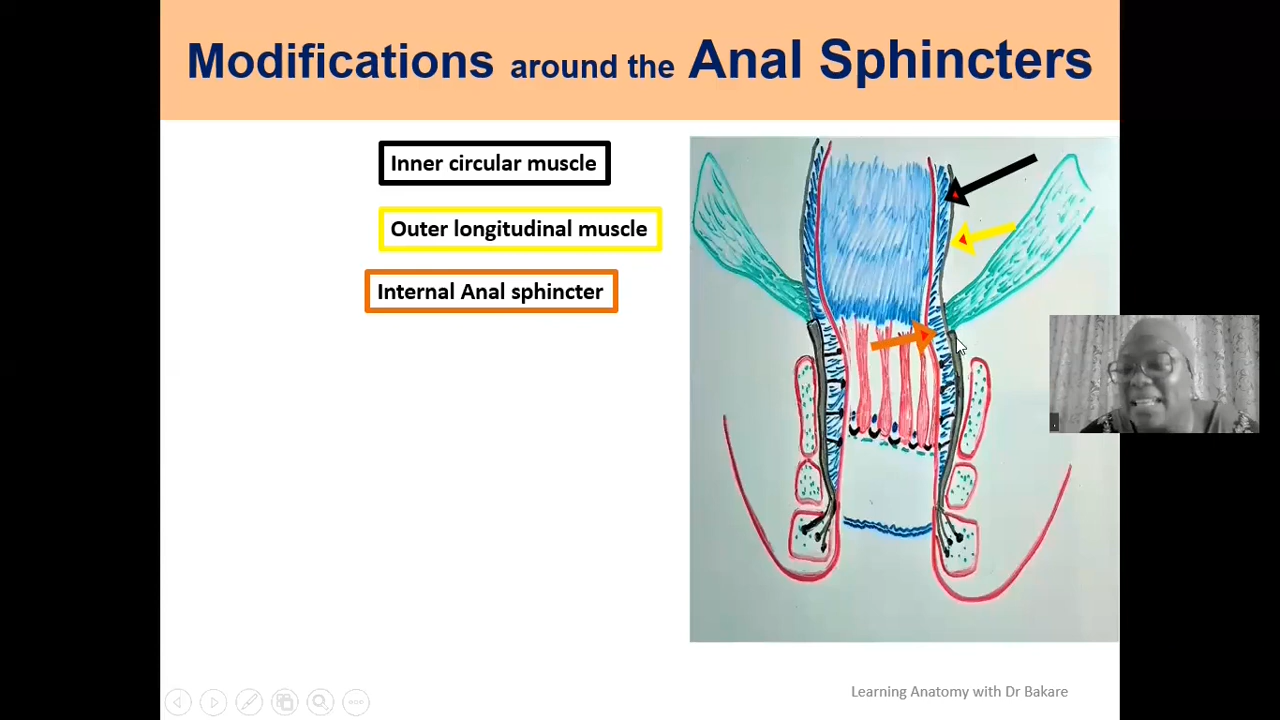 Modifications around the Anal Sphincters
Inner circular muscle
Outer longitudinal muscle
Internal Anal sphincter
Learning Anatomy with Dr Bakare